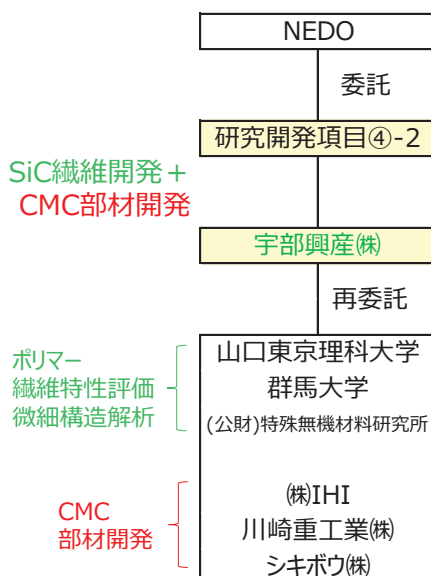 NEDO
委託
研究開発項目④-2
SiC繊維開発＋
CMC部材開発
宇部興産㈱
再委託
山口東京理科大学
群馬大学
(公財)特殊無機材料研究所
ポリマー
繊維特性評価
微細構造解析
㈱IHI
川崎重工業㈱
シキボウ㈱
CMC
部材開発